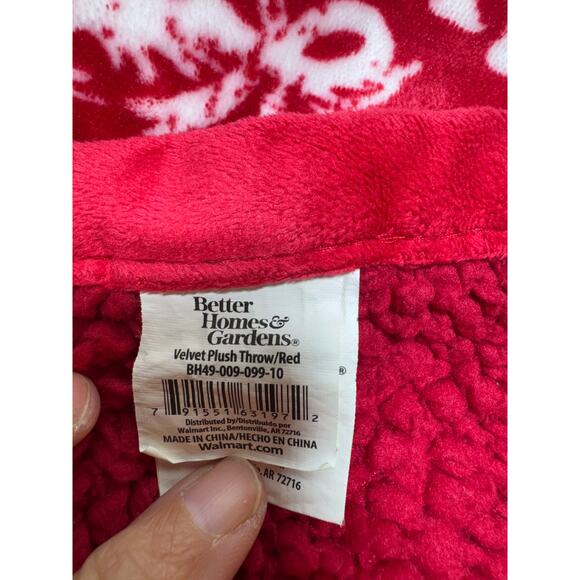 Better
Homes &
Gardens®
Velvet Plush Throw/Red
BH49-009-099-10
®
7 91551 63197 2
Distributed by/Distribuido por
Walmart Inc., Bentonville, AR 72716
MADE IN CHINA/HECHO EN CHINA
Walmart.com
AR 72716